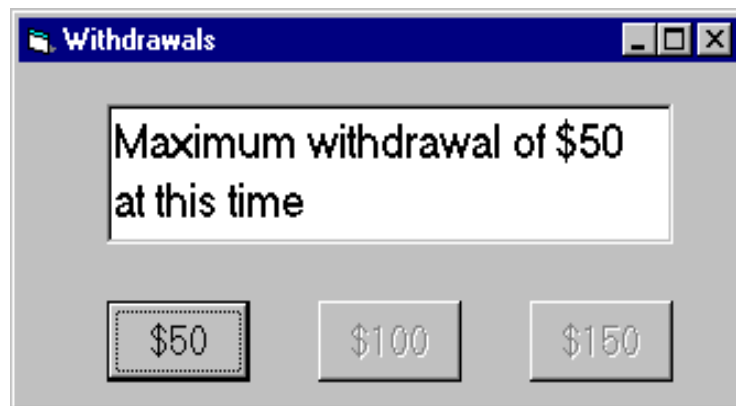 Withdrawals
Maximum withdrawal of $50
at this time
$50 $100 $150